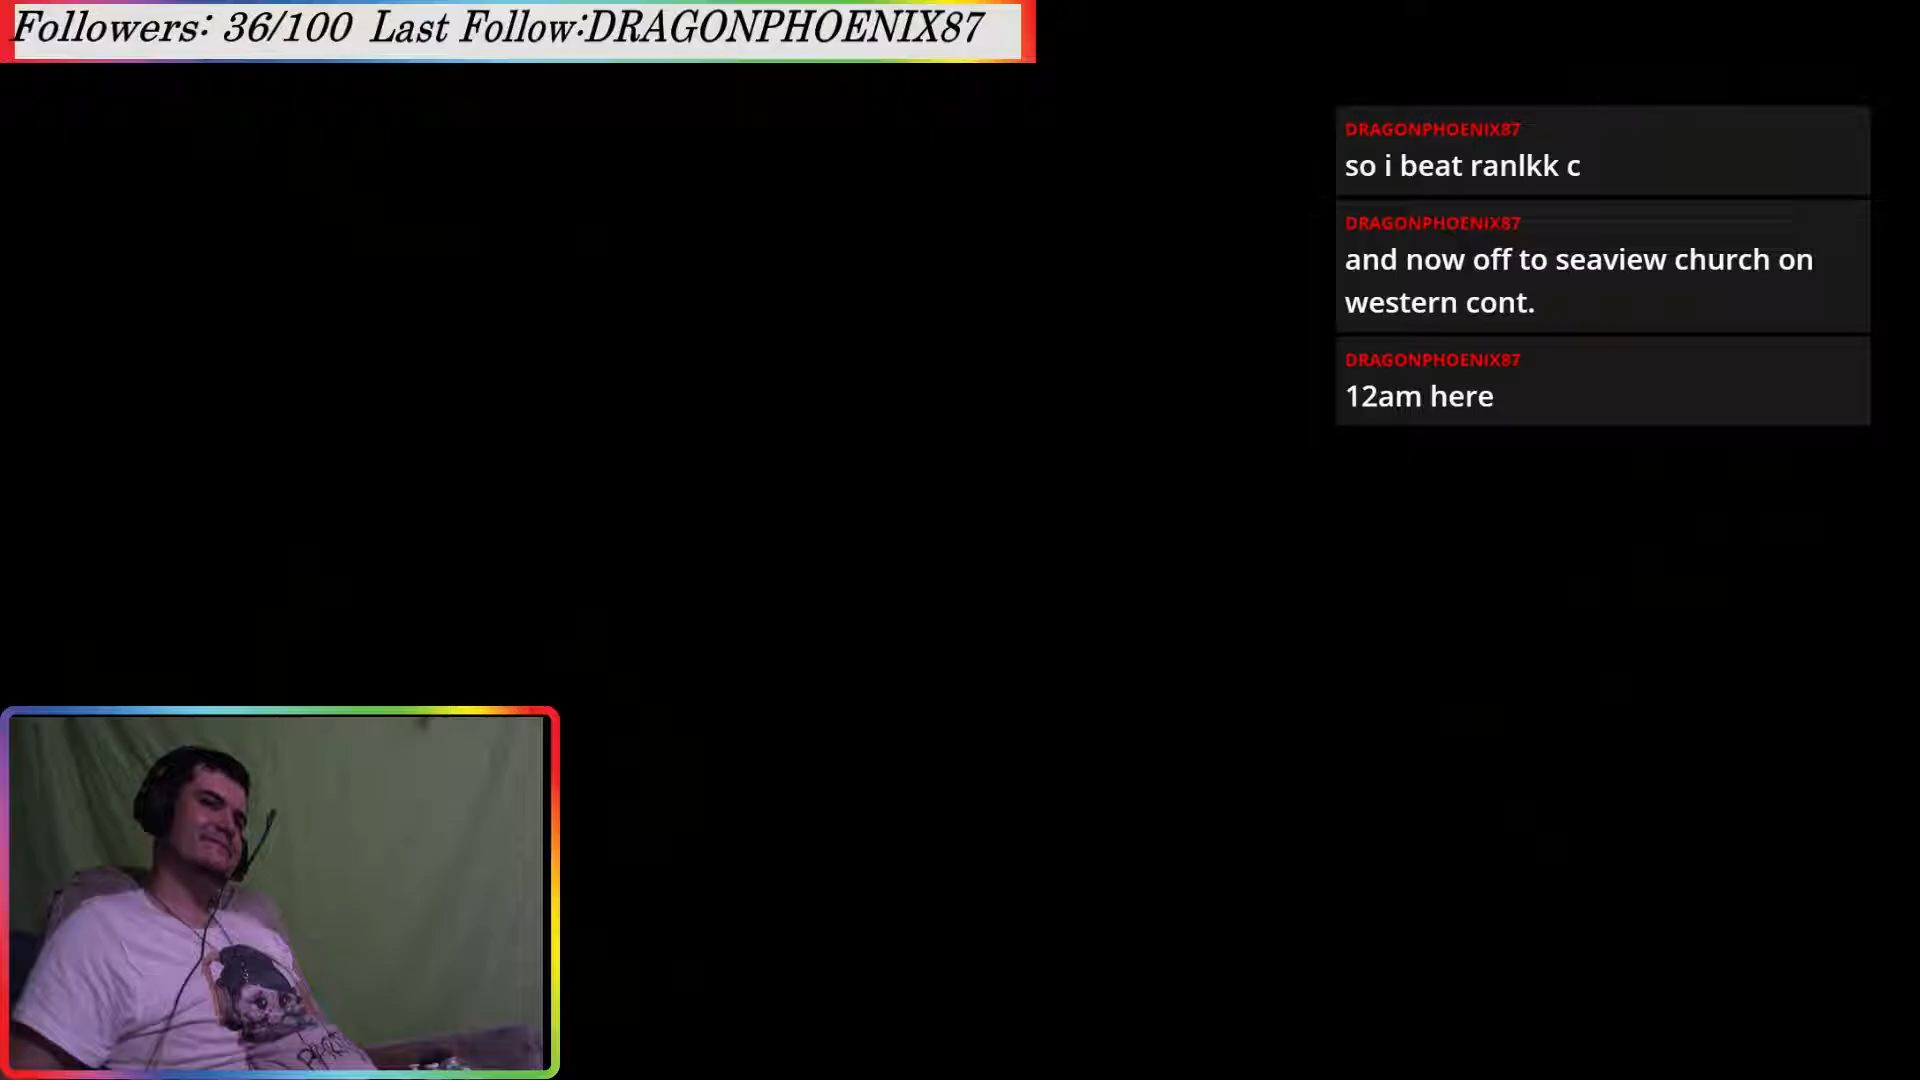 Followers: 36/100 Last Follow:DRAGONPHOENIX87
DRAGONPHOENIX87
so i beat ranlkk c
DRAGONPHOENIX87
and now off to seaview church on
western cont.
DRAGONPHOENIX87
12am here